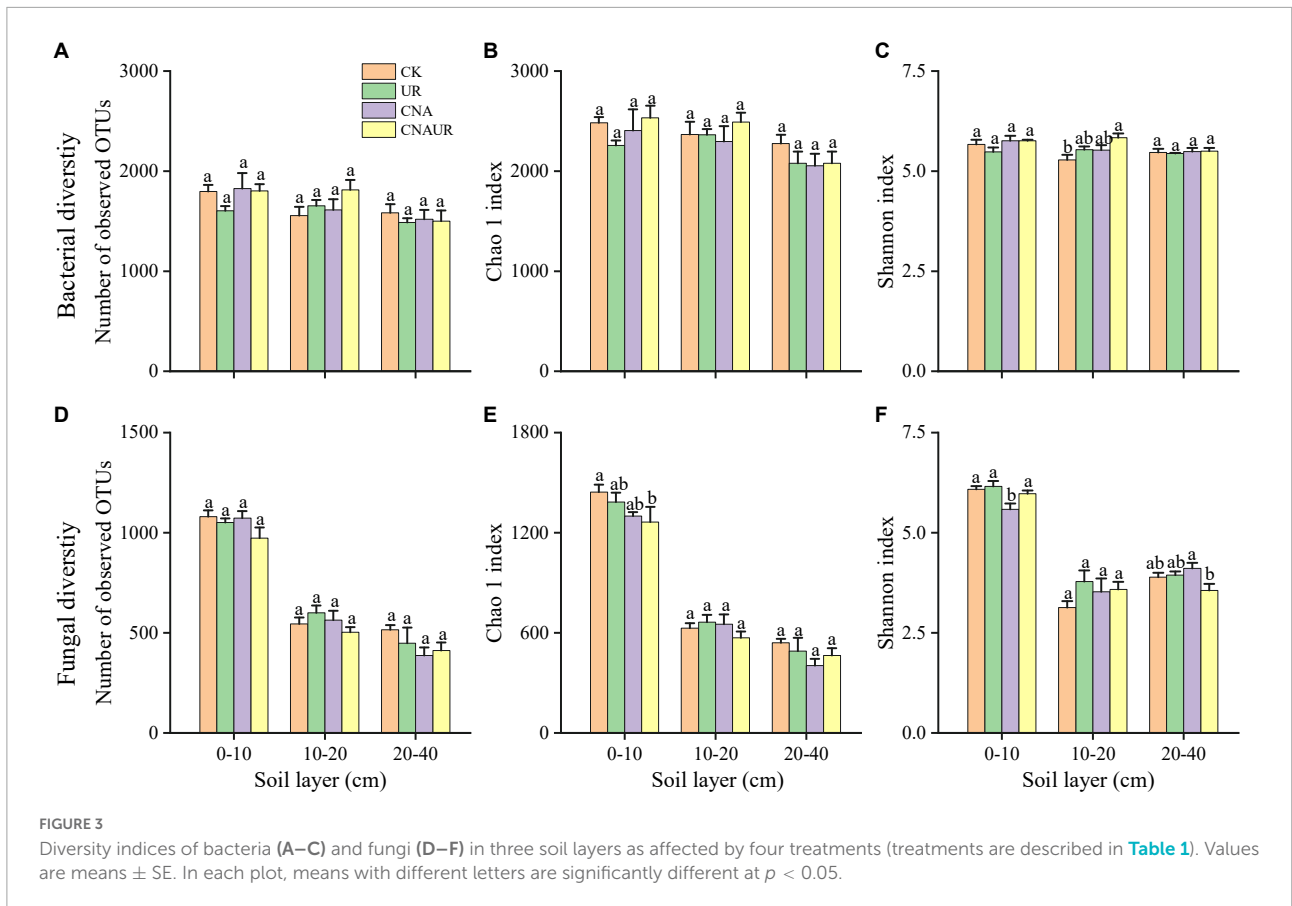 A
Bacterial diverstiy
Number of observed OTUs
3000
2000
1000
0
CK
UR
CNA
CNAUR
a
a
a
a
a
a
a
a
a
a
a
a
B
Chao 1 index
3000
2000
1000
0
a
a
a
a
a
a
a
a
a
a
a
a
C
Shannon index
7.5
5.0
2.5
0.0
a
a
a
a
b
ab
ab
a
a
a
a
a
D
Fungal diverstiy
Number of observed OTUs
1500
1000
500
0
a
a
a
a
a
a
a
a
a
a
a
a
0-10
10-20
20-40
Soil layer (cm)
E
Chao 1 index
1800
1200
600
0
a
ab
ab
b
a
a
a
a
a
a
a
a
0-10
10-20
20-40
Soil layer (cm)
F
Shannon index
7.5
5.0
2.5
0.0
a
a
b
a
a
a
a
a
ab
ab
a
b
0-10
10-20
20-40
Soil layer (cm)
FIGURE 3
Diversity indices of bacteria (A–C) and fungi (D–F) in three soil layers as affected by four treatments (treatments are described in Table 1). Values
are means ± SE. In each plot, means with different letters are significantly different at p < 0.05.